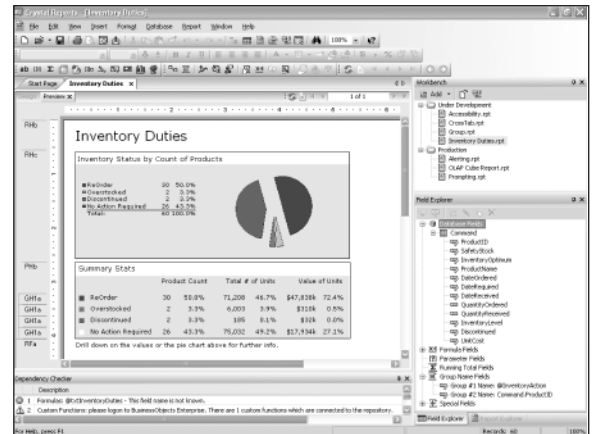 Crystal Reports - [Inventory Duties]
File Edit View Insert Format Database Report Window Help
100%
Start Page Inventory Duties x
Design Preview x
1 of 1
RHb
RHc
PHb
GH1a
GH1a
GH1a
GH1a
RFa
Inventory Duties
Inventory Status by Count of Products
ReOrder 30 50.0%
Overstocked 2 3.3%
Discontinued 2 3.3%
No Action Required 26 43.3%
Total: 60 100.0%
Summary Stats
Product Count Total # of Units Value of Units
ReOrder 30 50.0% 71,208 46.7% $47,838k 72.4%
Overstocked 2 3.3% 6,003 3.9% $310k 0.5%
Discontinued 2 3.3% 185 0.1% $32k 0.0%
No Action Required 26 43.3% 75,032 49.2% $17,934k 27.1%
Drill down on the values or the pie chart above for further info.
Workbench
Add
Under Development
Accessibility.rpt
CrossTab.rpt
Group.rpt
Inventory Duties.rpt
Production
Alerting.rpt
OLAP Cube Report.rpt
Prompting.rpt
Field Explorer
Database Fields
Command
ProductID
SafetyStock
InventoryOptimum
ProductName
DateOrdered
DateRequired
DateReceived
QuantityOrdered
QuantityReceived
InventoryLevel
Discontinued
UnitCost
Formula Fields
Parameter Fields
Running Total Fields
Group Name Fields
Group #1 Name: @InventoryAction
Group #2 Name: Command.ProductID
Special Fields
Field Explorer Report Explorer
Dependency Checker
Description
1 Formulas: @txtInventoryDuties - This field name is not known.
2 Custom Functions: please logon to BusinessObjects Enterprise. There are 1 custom functions which are connected to the repository.
For Help, press F1
Records: 60 100%